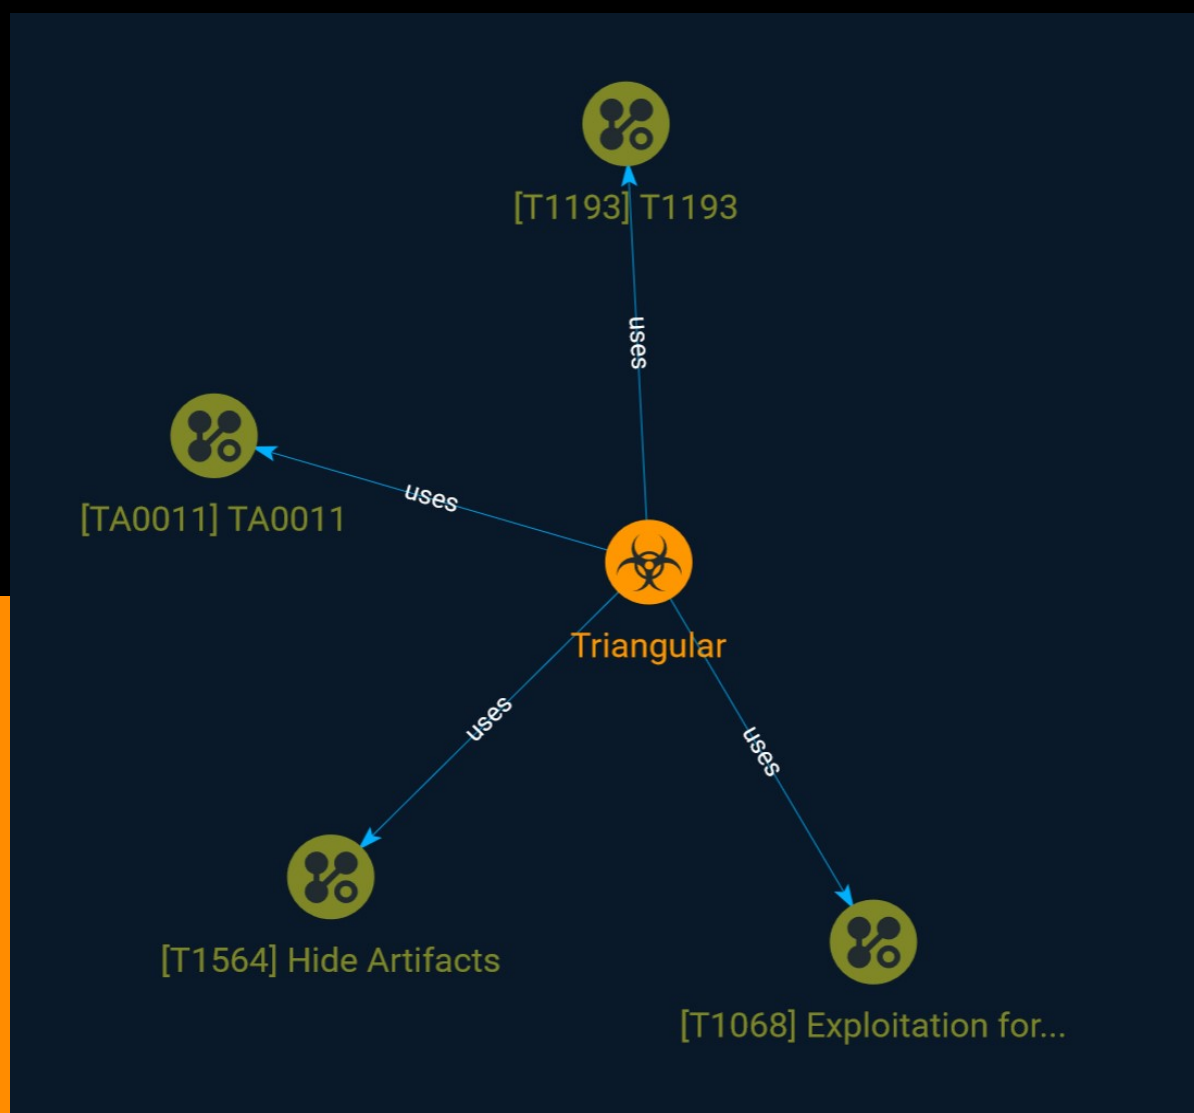 [T1193] T1193
uses
[TA0011] TA0011
uses
Triangular
uses
uses
[T1564] Hide Artifacts
[T1068] Exploitation for...